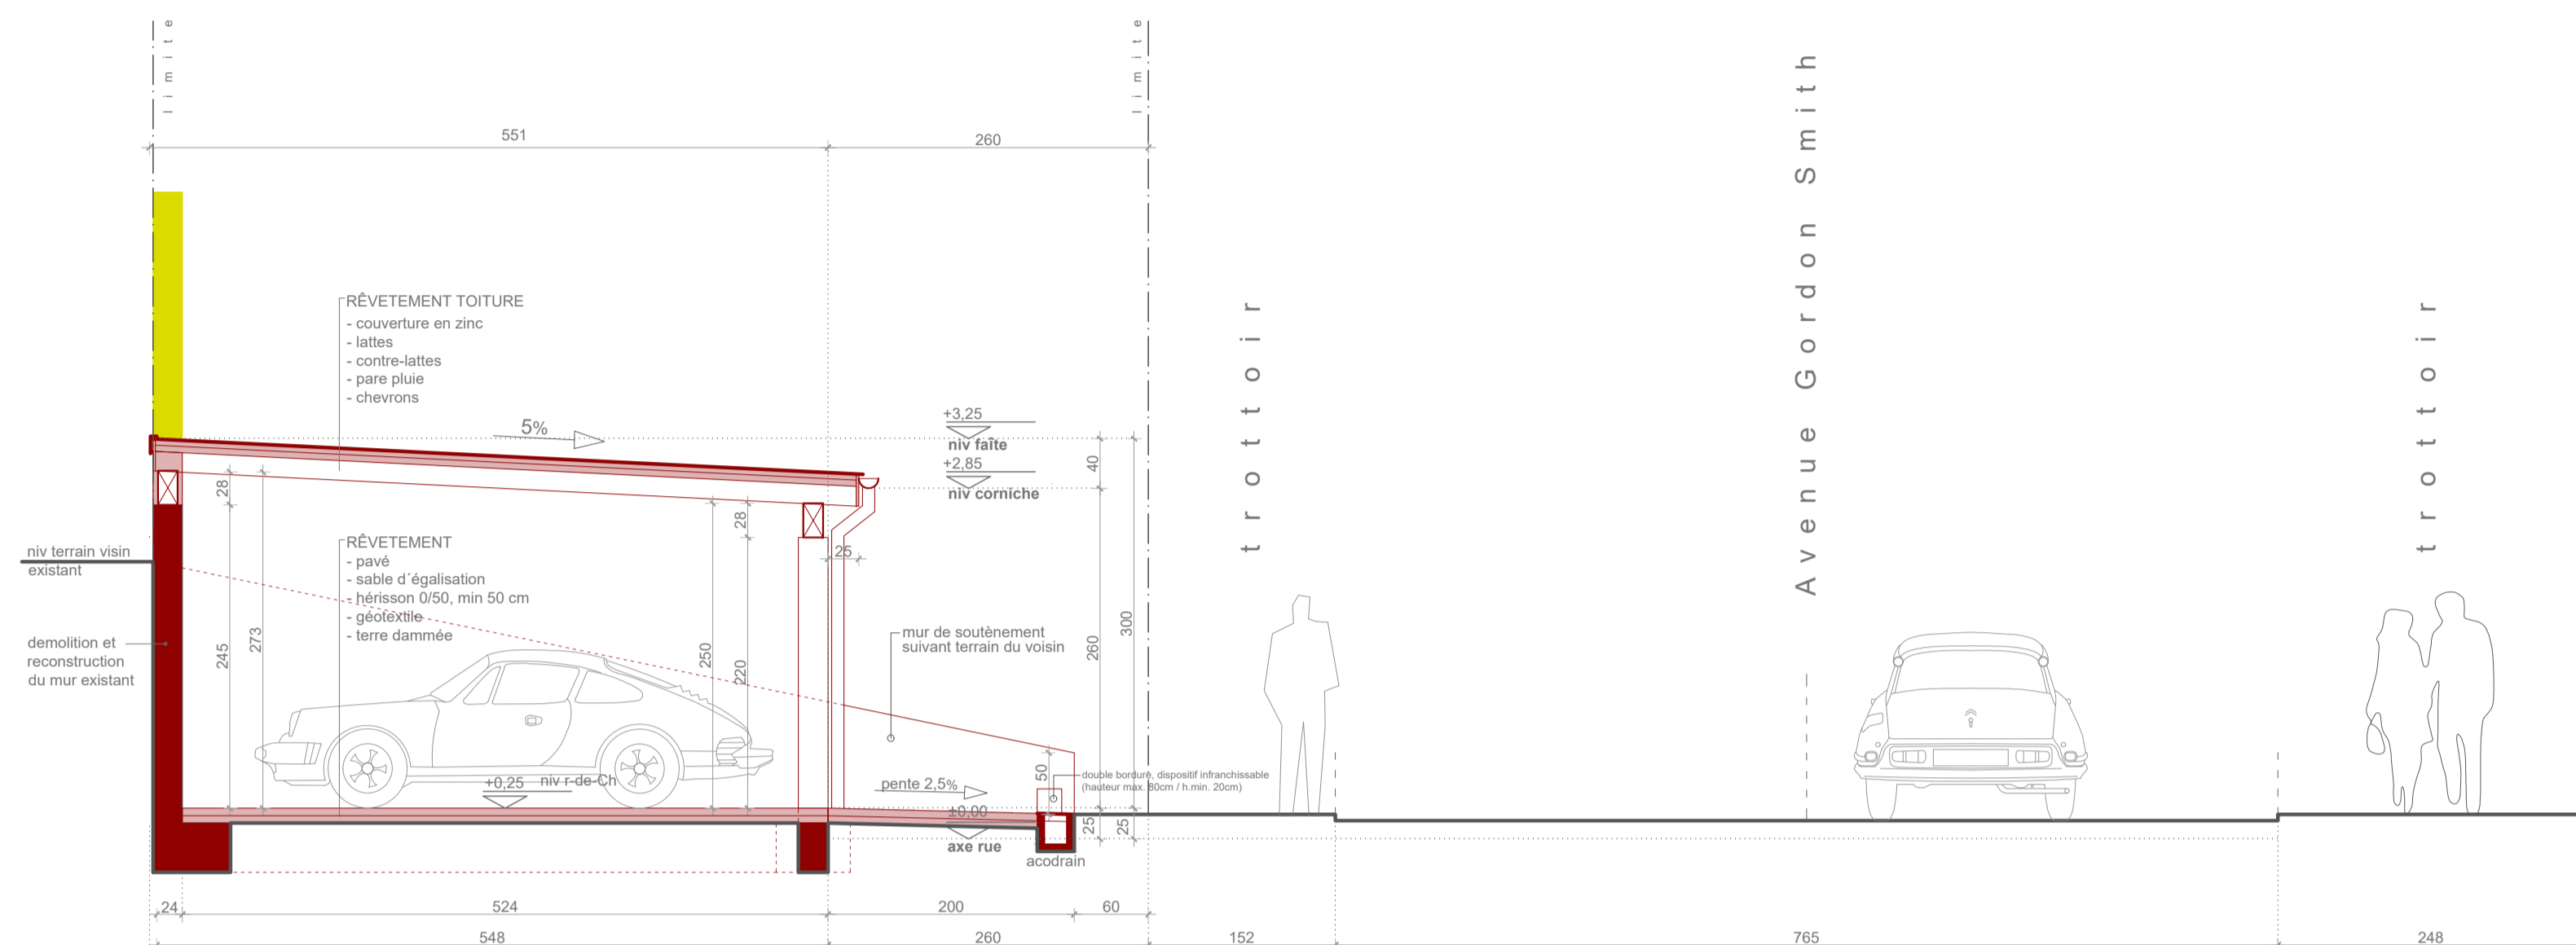 limite
limite
551
260
Avenue Gordon Smith
trottoir
trottoir
RÊVETEMENT TOITURE
- couverture en zinc
- lattes
- contre-lattes
- pare pluie
- chevrons
5%
+3,25
niv faîte
+2,85
niv corniche
40
28
273
245
28
250
220
25
260
300
niv terrain visin
existant
RÊVETEMENT
- pavé
- sable d´égalisation
- hérisson 0/50, min 50 cm
- géotextile
- terre dammée
demolition et
reconstruction
du mur existant
mur de soutènement
suivant terrain du voisin
+0,25 niv r-de-Ch
pente 2,5%
50
double bordure, dispositif infranchissable
(hauteur max. 80cm / h.min. 20cm)
±0,00
axe rue
25
25
acodrain
24
524
200
60
548
260
152
765
248